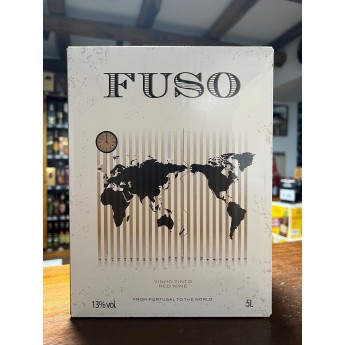 FUSO
VINHO TINTO
RED WINE
FROM PORTUGAL TO THE WORLD
13%vol.
5L